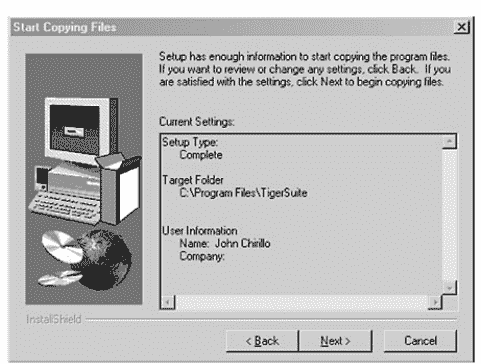 Start Copying Files
Setup has enough information to start copying the program files.
If you want to review or change any settings, click Back. If you
are satisfied with the settings, click Next to begin copying files.
Current Settings:
Setup Type:
Complete
Target Folder
C:\Program Files\TigerSuite
User Information
Name: John Chirillo
Company:
InstallShield
< Back
Next >
Cancel